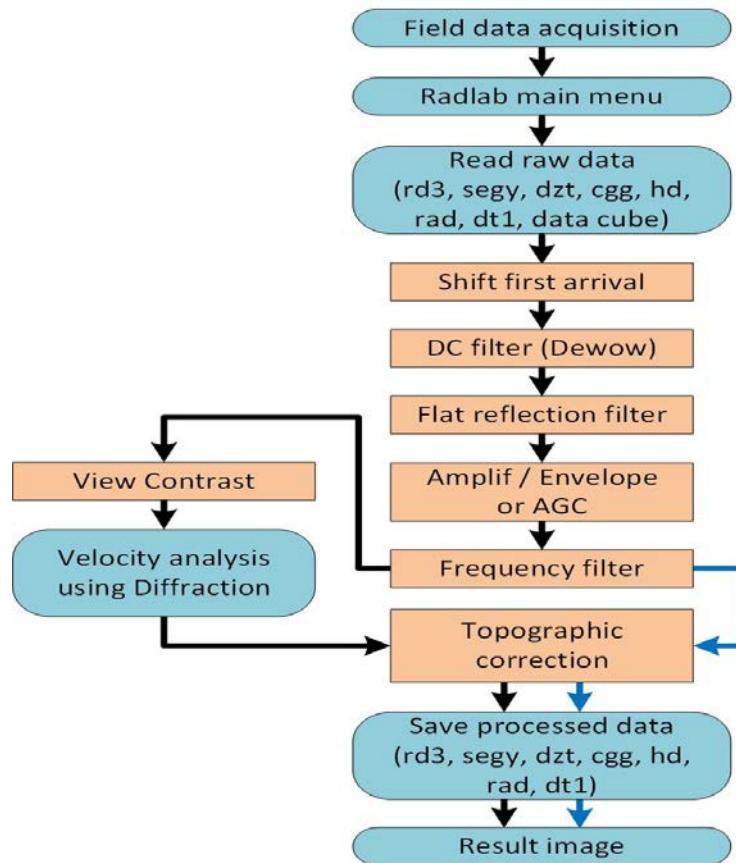 Field data acquisition
Radlab main menu
Read raw data
(rd3, segy, dzt, cgg, hd,
rad, dt1, data cube)
Shift first arrival
DC filter (Dewow)
Flat reflection filter
Amplif / Envelope
or AGC
Frequency filter
View Contrast
Velocity analysis
using Diffraction
Topographic
correction
Save processed data
(rd3, segy, dzt, cgg, hd,
rad, dt1)
Result image